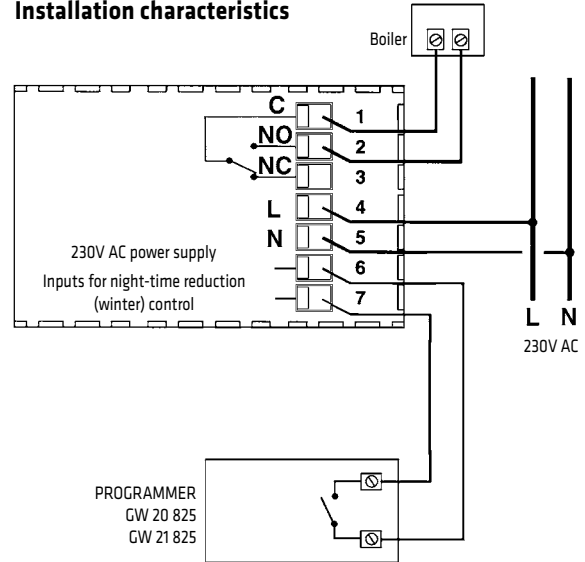 Installation characteristics
Boiler
C
1
NO
2
NC
3
L
4
N
5
230V AC power supply
6
Inputs for night-time reduction
(winter) control
7
L N
230V AC
PROGRAMMER
GW 20 825
GW 21 825